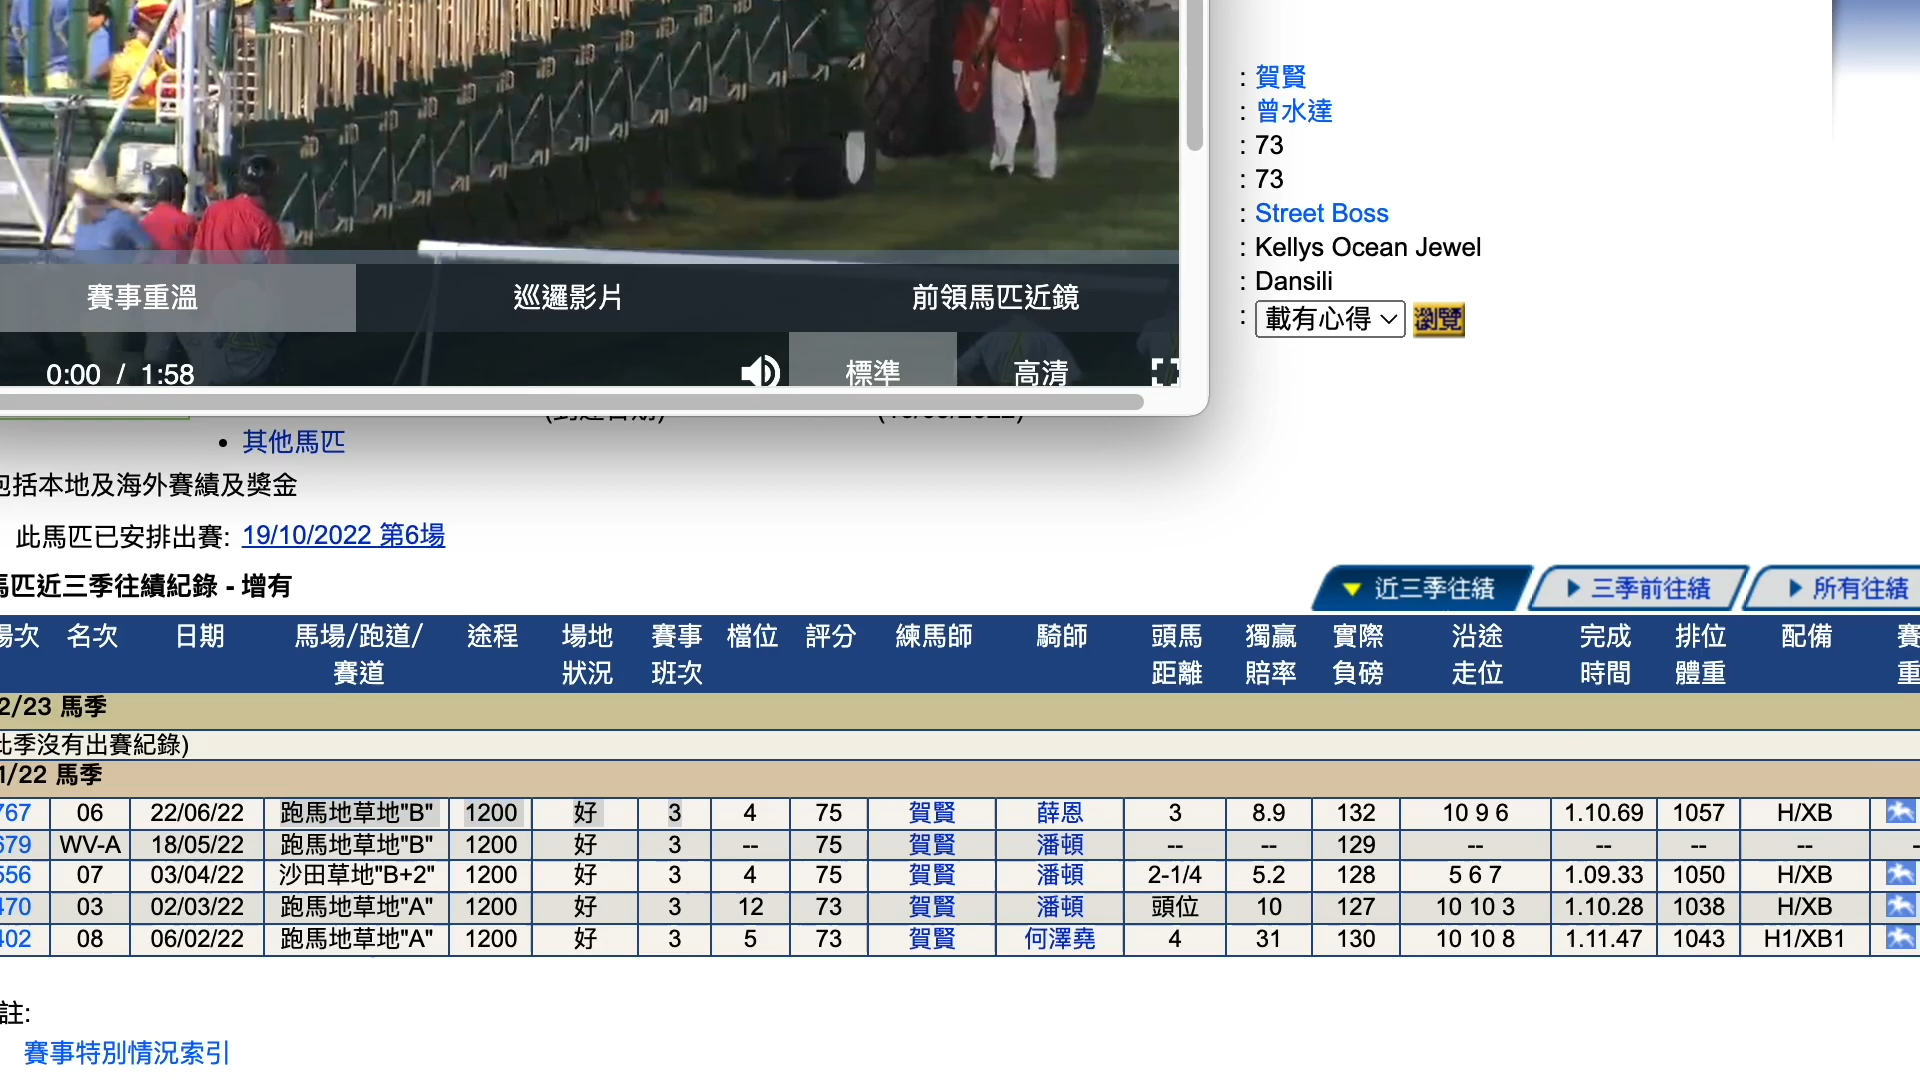 : 賀賢
: 曾水達
: 73
: 73
: Street Boss
: Kellys Ocean Jewel
: Dansili
: 載有心得 瀏覽
賽事重溫 巡邏影片 前領馬匹近鏡
0:00 / 1:58 標準 高清
• 其他馬匹
包括本地及海外賽績及獎金
此馬匹已安排出賽: 19/10/2022 第6場
馬匹近三季往績紀錄 - 增有 近三季往績 三季前往績 所有往績
場次 名次 日期 馬場/跑道/賽道 途程 場地狀況 賽事班次 檔位 評分 練馬師 騎師 頭馬距離 獨贏賠率 實際負磅 沿途走位 完成時間 排位體重 配備 賽重
2/23 馬季
此季沒有出賽紀錄)
1/22 馬季
767 06 22/06/22 跑馬地草地"B" 1200 好 3 4 75 賀賢 薛恩 3 8.9 132 10 9 6 1.10.69 1057 H/XB
679 WV-A 18/05/22 跑馬地草地"B" 1200 好 3 -- 75 賀賢 潘頓 -- -- 129 -- -- -- --
556 07 03/04/22 沙田草地"B+2" 1200 好 3 4 75 賀賢 潘頓 2-1/4 5.2 128 5 6 7 1.09.33 1050 H/XB
470 03 02/03/22 跑馬地草地"A" 1200 好 3 12 73 賀賢 潘頓 頭位 10 127 10 10 3 1.10.28 1038 H/XB
402 08 06/02/22 跑馬地草地"A" 1200 好 3 5 73 賀賢 何澤堯 4 31 130 10 10 8 1.11.47 1043 H1/XB1
註:
賽事特別情況索引